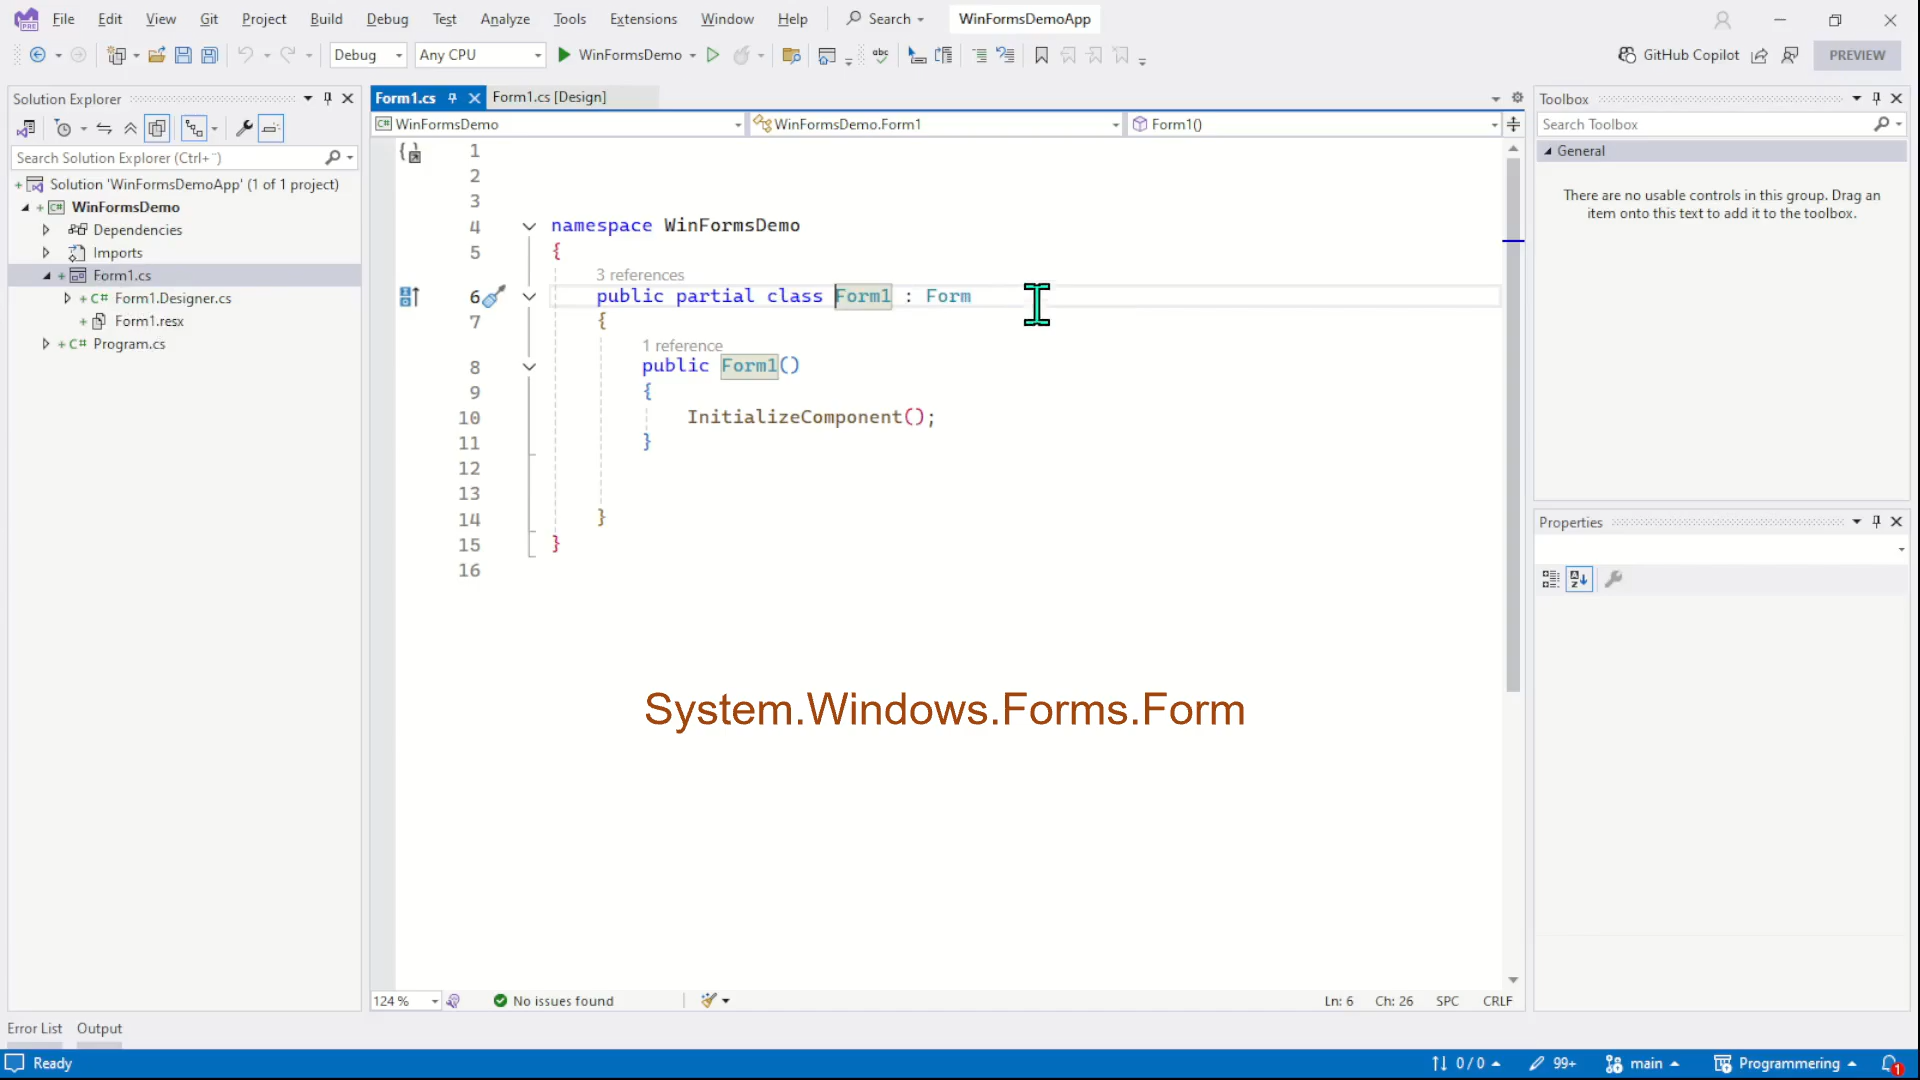 File Edit View Git Project Build Debug Test Analyze Tools Extensions Window Help Search WinFormsDemoApp
Debug Any CPU WinFormsDemo abc GitHub Copilot PREVIEW
Solution Explorer
Search Solution Explorer (Ctrl+¨)
Solution 'WinFormsDemoApp' (1 of 1 project)
WinFormsDemo
Dependencies
Imports
Form1.cs
C# Form1.Designer.cs
Form1.resx
C# Program.cs
Form1.cs Form1.cs [Design]
WinFormsDemo WinFormsDemo.Form1 Form1()
1
2
3
4 namespace WinFormsDemo
5 {
3 references
6 public partial class Form1 : Form
7 {
1 reference
8 public Form1()
9 {
10 InitializeComponent();
11 }
12
13
14 }
15 }
16
System.Windows.Forms.Form
124 % No issues found Ln: 6 Ch: 26 SPC CRLF
Toolbox
Search Toolbox
General
There are no usable controls in this group. Drag an
item onto this text to add it to the toolbox.
Properties
Error List Output
Ready 0 / 0 99+ main Programming 1